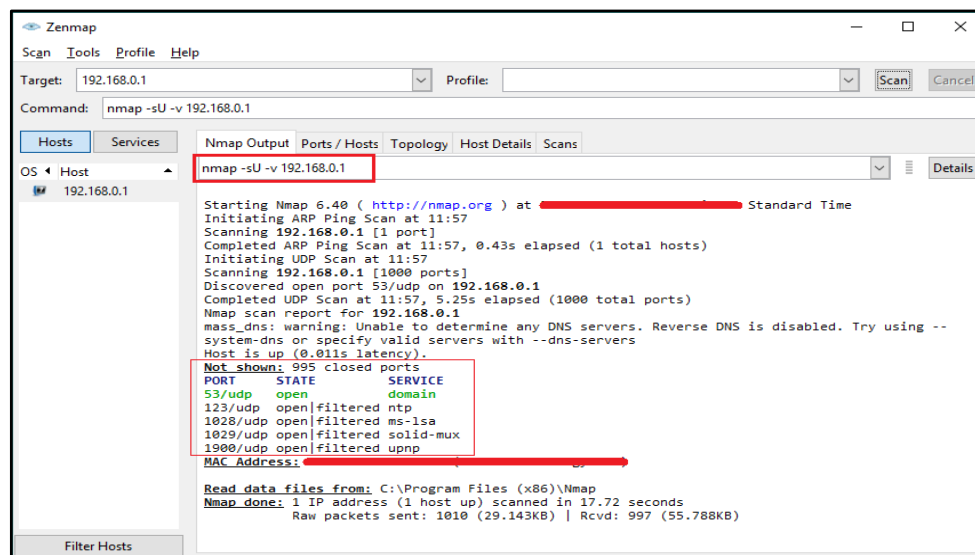 Zenmap
Scan Tools Profile Help
Target: 192.168.0.1 Profile: Scan Cancel
Command: nmap -sU -v 192.168.0.1
Hosts Services Nmap Output Ports / Hosts Topology Host Details Scans
OS Host nmap -sU -v 192.168.0.1 Details
192.168.0.1
Starting Nmap 6.40 ( http://nmap.org ) at Standard Time
Initiating ARP Ping Scan at 11:57
Scanning 192.168.0.1 [1 port]
Completed ARP Ping Scan at 11:57, 0.43s elapsed (1 total hosts)
Initiating UDP Scan at 11:57
Scanning 192.168.0.1 [1000 ports]
Discovered open port 53/udp on 192.168.0.1
Completed UDP Scan at 11:57, 5.25s elapsed (1000 total ports)
Nmap scan report for 192.168.0.1
mass_dns: warning: Unable to determine any DNS servers. Reverse DNS is disabled. Try using --
system-dns or specify valid servers with --dns-servers
Host is up (0.011s latency).
Not shown: 995 closed ports
PORT STATE SERVICE
53/udp open domain
123/udp open|filtered ntp
1028/udp open|filtered ms-lsa
1029/udp open|filtered solid-mux
1900/udp open|filtered upnp
MAC Address:
Read data files from: C:\Program Files (x86)\Nmap
Nmap done: 1 IP address (1 host up) scanned in 17.72 seconds
Raw packets sent: 1010 (29.143KB) | Rcvd: 997 (55.788KB)
Filter Hosts